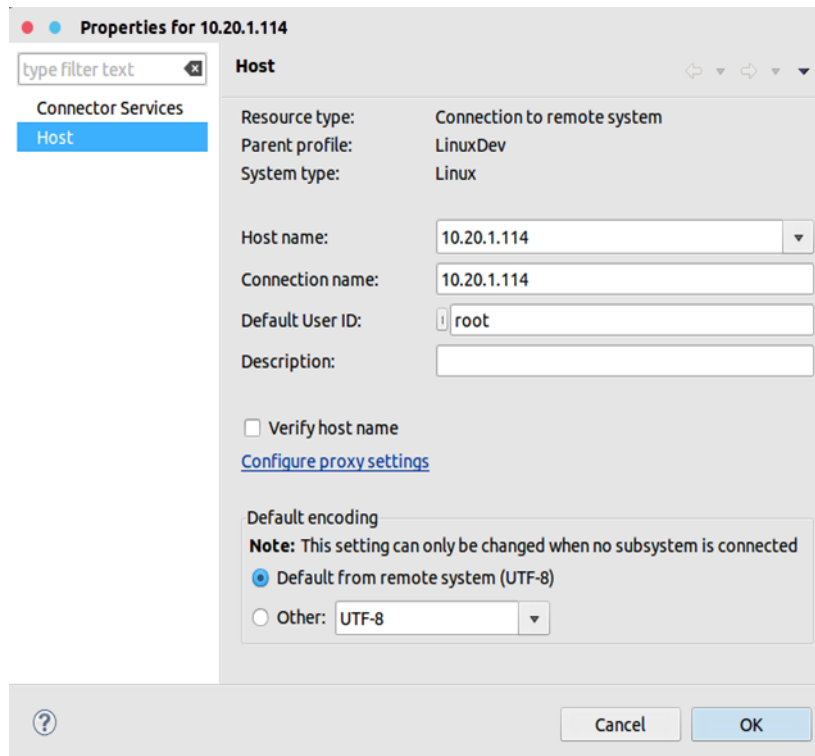 Properties for 10.20.1.114
type filter text
Connector Services
Host
Host
Resource type: Connection to remote system
Parent profile: LinuxDev
System type: Linux
Host name: 10.20.1.114
Connection name: 10.20.1.114
Default User ID: root
Description:
Verify host name
Configure proxy settings
Default encoding
Note: This setting can only be changed when no subsystem is connected
Default from remote system (UTF-8)
Other: UTF-8
? Cancel OK